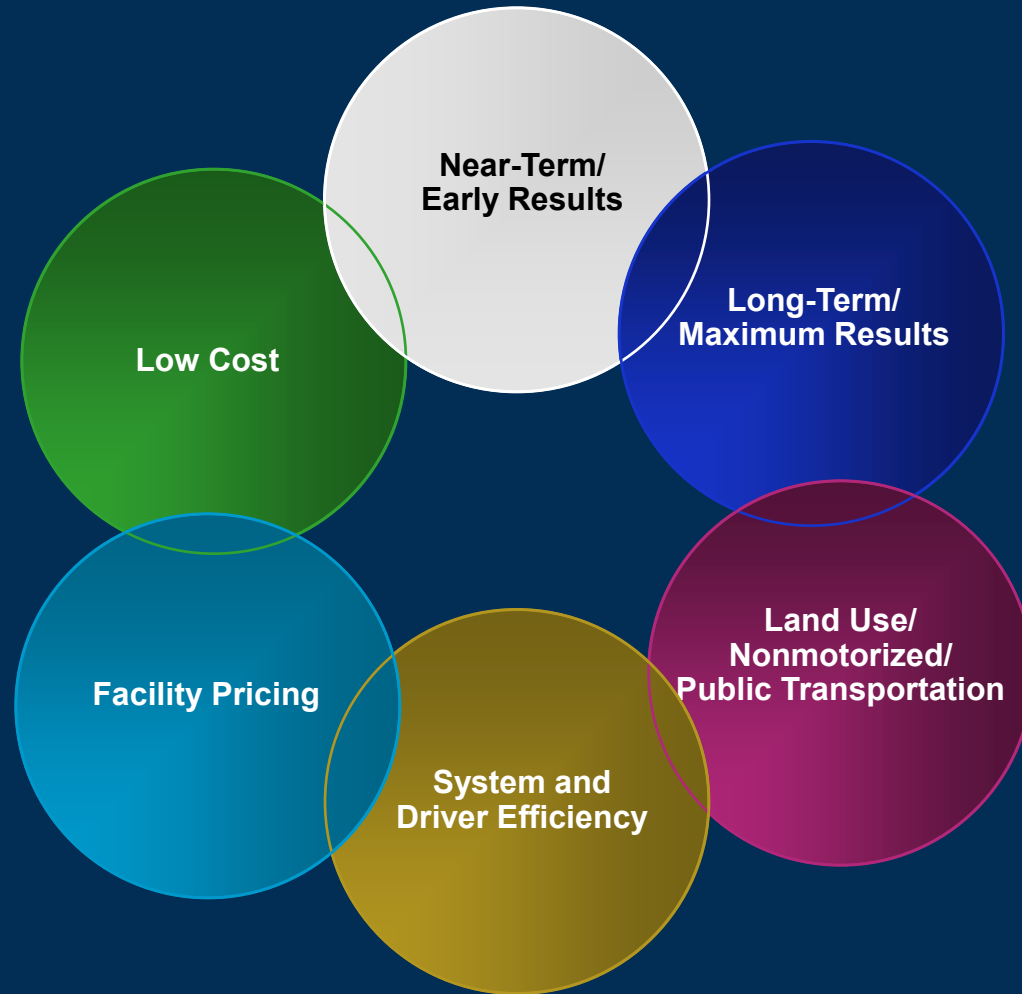 Near-Term/
Early Results
Long-Term/
Maximum Results
Low Cost
Land Use/
Nonmotorized/
Public Transportation
Facility Pricing
System and
Driver Efficiency